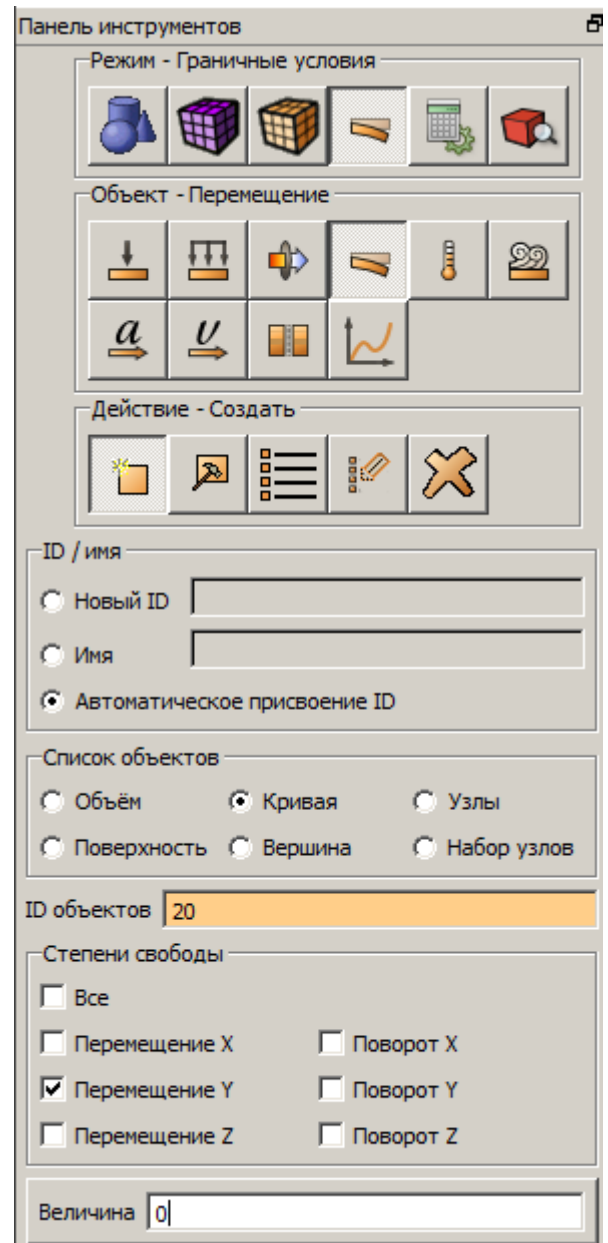 Панель инструментов
Режим - Граничные условия
Объект - Перемещение
a v
Действие - Создать
ID / имя
Новый ID
Имя
Автоматическое присвоение ID
Список объектов
Объём Кривая Узлы
Поверхность Вершина Набор узлов
ID объектов 20
Степени свободы
Все
Перемещение X Поворот X
Перемещение Y Поворот Y
Перемещение Z Поворот Z
Величина 0